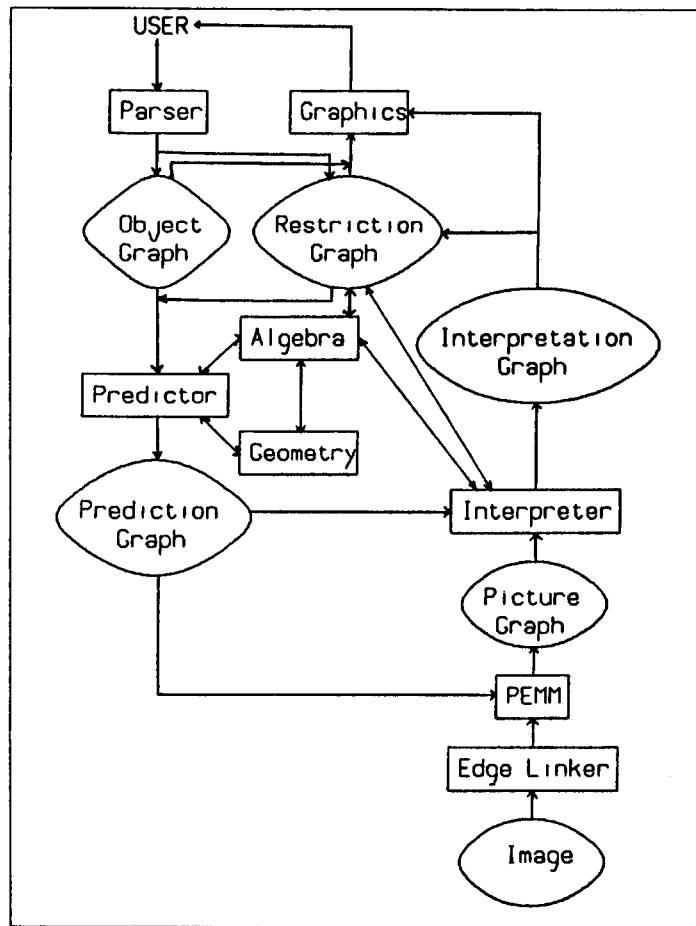 USER
Parser
Graphics
Object
Graph
Restriction
Graph
Algebra
Interpretation
Graph
Predictor
Geometry
Prediction
Graph
Interpreter
Picture
Graph
PEMM
Edge Linker
Image